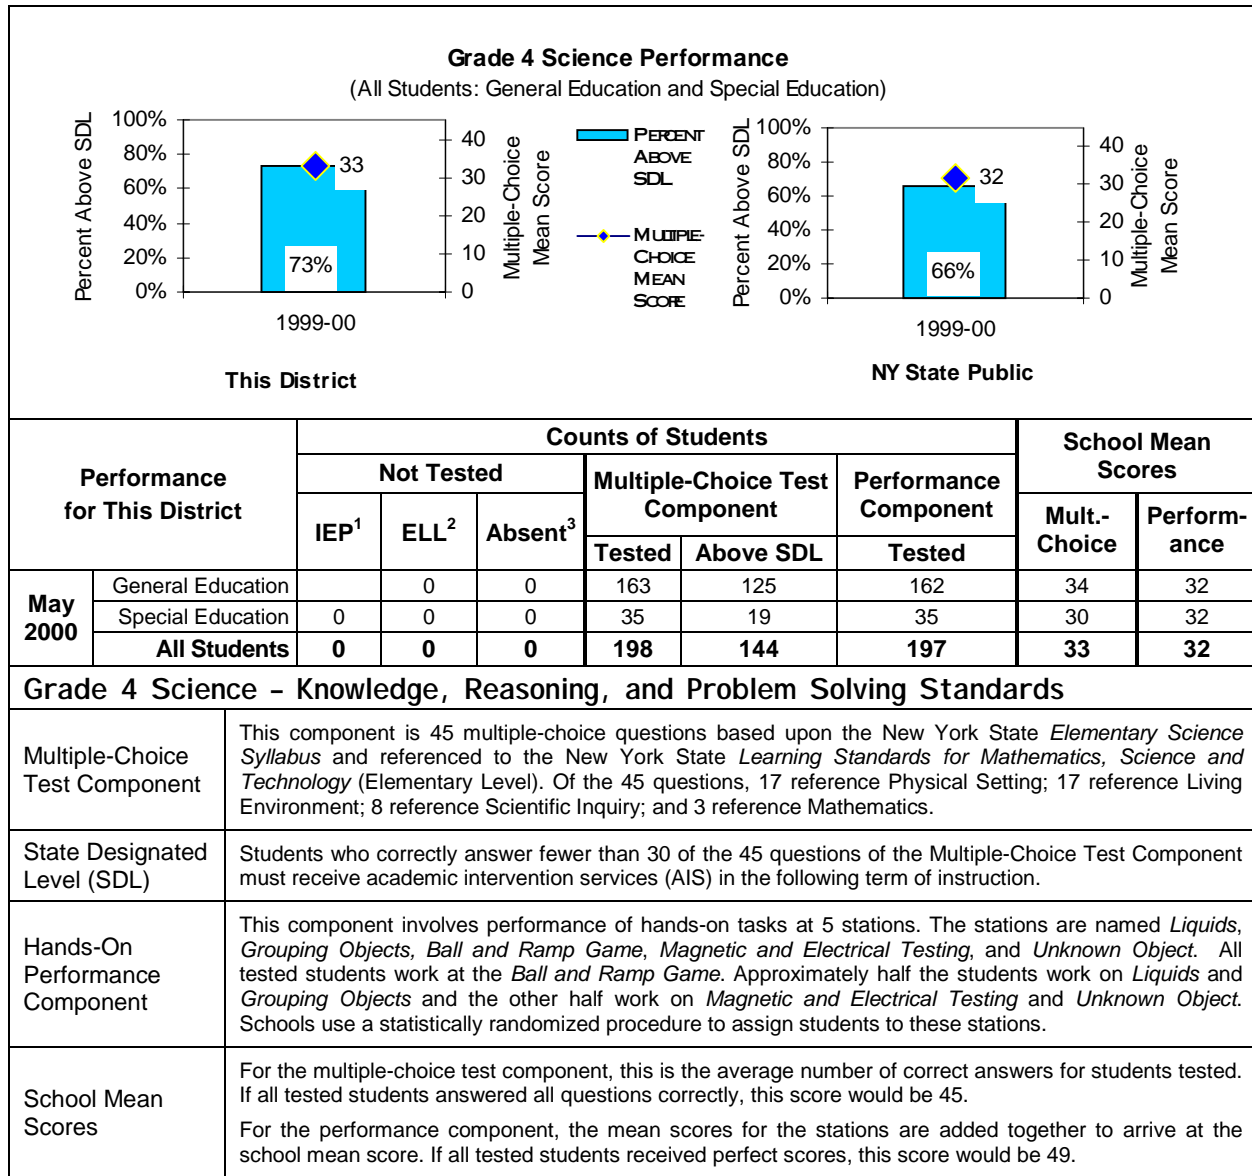 Grade 4 Science Performance
(All Students: General Education and Special Education)
Percent Above SDL
100%
80%
60%
40%
20%
0%
33
73%
40
30
20
10
0
Multiple-Choice
Mean Score
1999-00
This District
PERCENT
ABOVE
SDL
MULTIPLE-
CHOICE
MEAN
SCORE
Percent Above SDL
100%
80%
60%
40%
20%
0%
32
66%
40
30
20
10
0
Multiple-Choice
Mean Score
1999-00
NY State Public
Performance
for This District
Counts of Students
School Mean
Scores
Not Tested
Multiple-Choice Test
Component
Performance
Component
IEP1 ELL2 Absent3
Tested Above SDL Tested
Mult.-
Choice
Perform-
ance
May
2000
General Education 0 0 163 125 162 34 32
Special Education 0 0 0 35 19 35 30 32
All Students 0 0 0 198 144 197 33 32
Grade 4 Science – Knowledge, Reasoning, and Problem Solving Standards
Multiple-Choice
Test Component
This component is 45 multiple-choice questions based upon the New York State Elementary Science
Syllabus and referenced to the New York State Learning Standards for Mathematics, Science and
Technology (Elementary Level). Of the 45 questions, 17 reference Physical Setting; 17 reference Living
Environment; 8 reference Scientific Inquiry; and 3 reference Mathematics.
State Designated
Level (SDL)
Students who correctly answer fewer than 30 of the 45 questions of the Multiple-Choice Test Component
must receive academic intervention services (AIS) in the following term of instruction.
Hands-On
Performance
Component
This component involves performance of hands-on tasks at 5 stations. The stations are named Liquids,
Grouping Objects, Ball and Ramp Game, Magnetic and Electrical Testing, and Unknown Object. All
tested students work at the Ball and Ramp Game. Approximately half the students work on Liquids and
Grouping Objects and the other half work on Magnetic and Electrical Testing and Unknown Object.
Schools use a statistically randomized procedure to assign students to these stations.
School Mean
Scores
For the multiple-choice test component, this is the average number of correct answers for students tested.
If all tested students answered all questions correctly, this score would be 45.
For the performance component, the mean scores for the stations are added together to arrive at the
school mean score. If all tested students received perfect scores, this score would be 49.